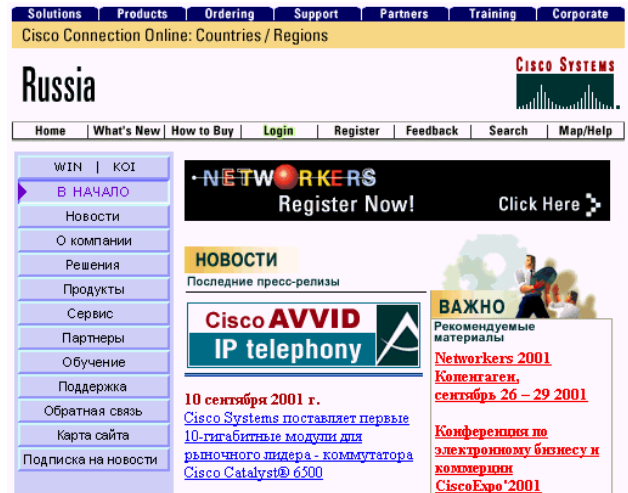 Solutions Products Ordering Support Partners Training Corporate
Cisco Connection Online: Countries / Regions
Russia
CISCO SYSTEMS
Home | What's New | How to Buy | Login | Register | Feedback | Search | Map/Help
WIN | KOI
В НАЧАЛО
Новости
О компании
Решения
Продукты
Сервис
Партнеры
Обучение
Поддержка
Обратная связь
Карта сайта
Подписка на новости
NETWORKERS
Register Now!
Click Here
НОВОСТИ
Последние пресс-релизы
Cisco AVVID
IP telephony
10 сентября 2001 г.
Cisco Systems поставляет первые
10-гигабитные модули для
рыночного лидера - коммутатора
Cisco Catalyst® 6500
ВАЖНО
Рекомендуемые
материалы
Networkers 2001
Копенгаген,
сентябрь 26 – 29 2001
Конференция по
электронному бизнесу и
коммерции
CiscoExpo'2001